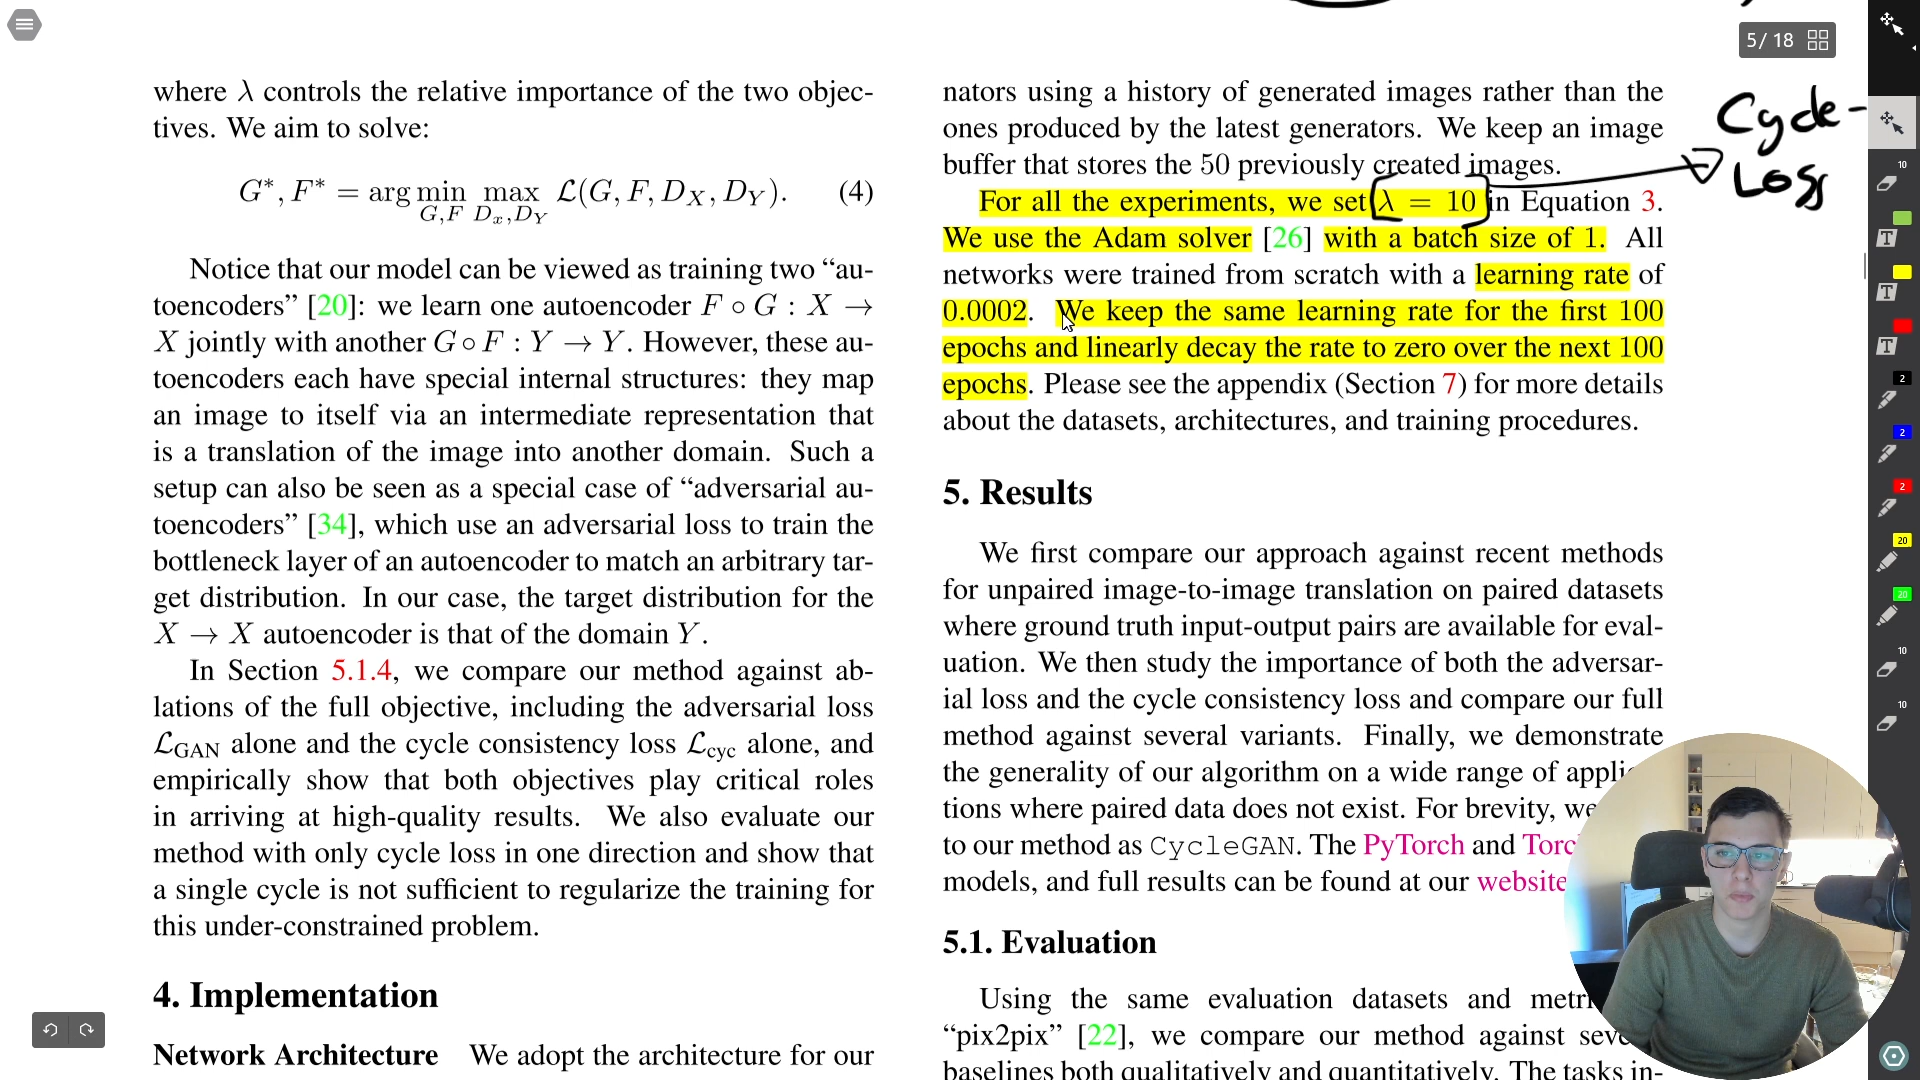 5/ 18
where λ controls the relative importance of the two objec-
tives. We aim to solve:
G*, F* = arg min max L(G, F, D_X, D_Y). (4)
G,F D_x,D_Y
Notice that our model can be viewed as training two “au-
toencoders” [20]: we learn one autoencoder F ∘ G : X →
X jointly with another G ∘ F : Y → Y. However, these au-
toencoders each have special internal structures: they map
an image to itself via an intermediate representation that
is a translation of the image into another domain. Such a
setup can also be seen as a special case of “adversarial au-
toencoders” [34], which use an adversarial loss to train the
bottleneck layer of an autoencoder to match an arbitrary tar-
get distribution. In our case, the target distribution for the
X → X autoencoder is that of the domain Y.
In Section 5.1.4, we compare our method against ab-
lations of the full objective, including the adversarial loss
L_GAN alone and the cycle consistency loss L_cyc alone, and
empirically show that both objectives play critical roles
in arriving at high-quality results. We also evaluate our
method with only cycle loss in one direction and show that
a single cycle is not sufficient to regularize the training for
this under-constrained problem.
4. Implementation
Network Architecture We adopt the architecture for our
nators using a history of generated images rather than the
ones produced by the latest generators. We keep an image
buffer that stores the 50 previously created images.
For all the experiments, we set λ = 10 in Equation 3.
We use the Adam solver [26] with a batch size of 1. All
networks were trained from scratch with a learning rate of
0.0002. We keep the same learning rate for the first 100
epochs and linearly decay the rate to zero over the next 100
epochs. Please see the appendix (Section 7) for more details
about the datasets, architectures, and training procedures.
5. Results
We first compare our approach against recent methods
for unpaired image-to-image translation on paired datasets
where ground truth input-output pairs are available for eval-
uation. We then study the importance of both the adversar-
ial loss and the cycle consistency loss and compare our full
method against several variants. Finally, we demonstrate
the generality of our algorithm on a wide range of applic
tions where paired data does not exist. For brevity, we
to our method as CycleGAN. The PyTorch and Torc
models, and full results can be found at our website
5.1. Evaluation
Using the same evaluation datasets and metri
“pix2pix” [22], we compare our method against seve
baselines both qualitatively and quantitatively. The tasks in-
Cycle-
Loss
10
T
T
T
2
2
2
20
20
10
10